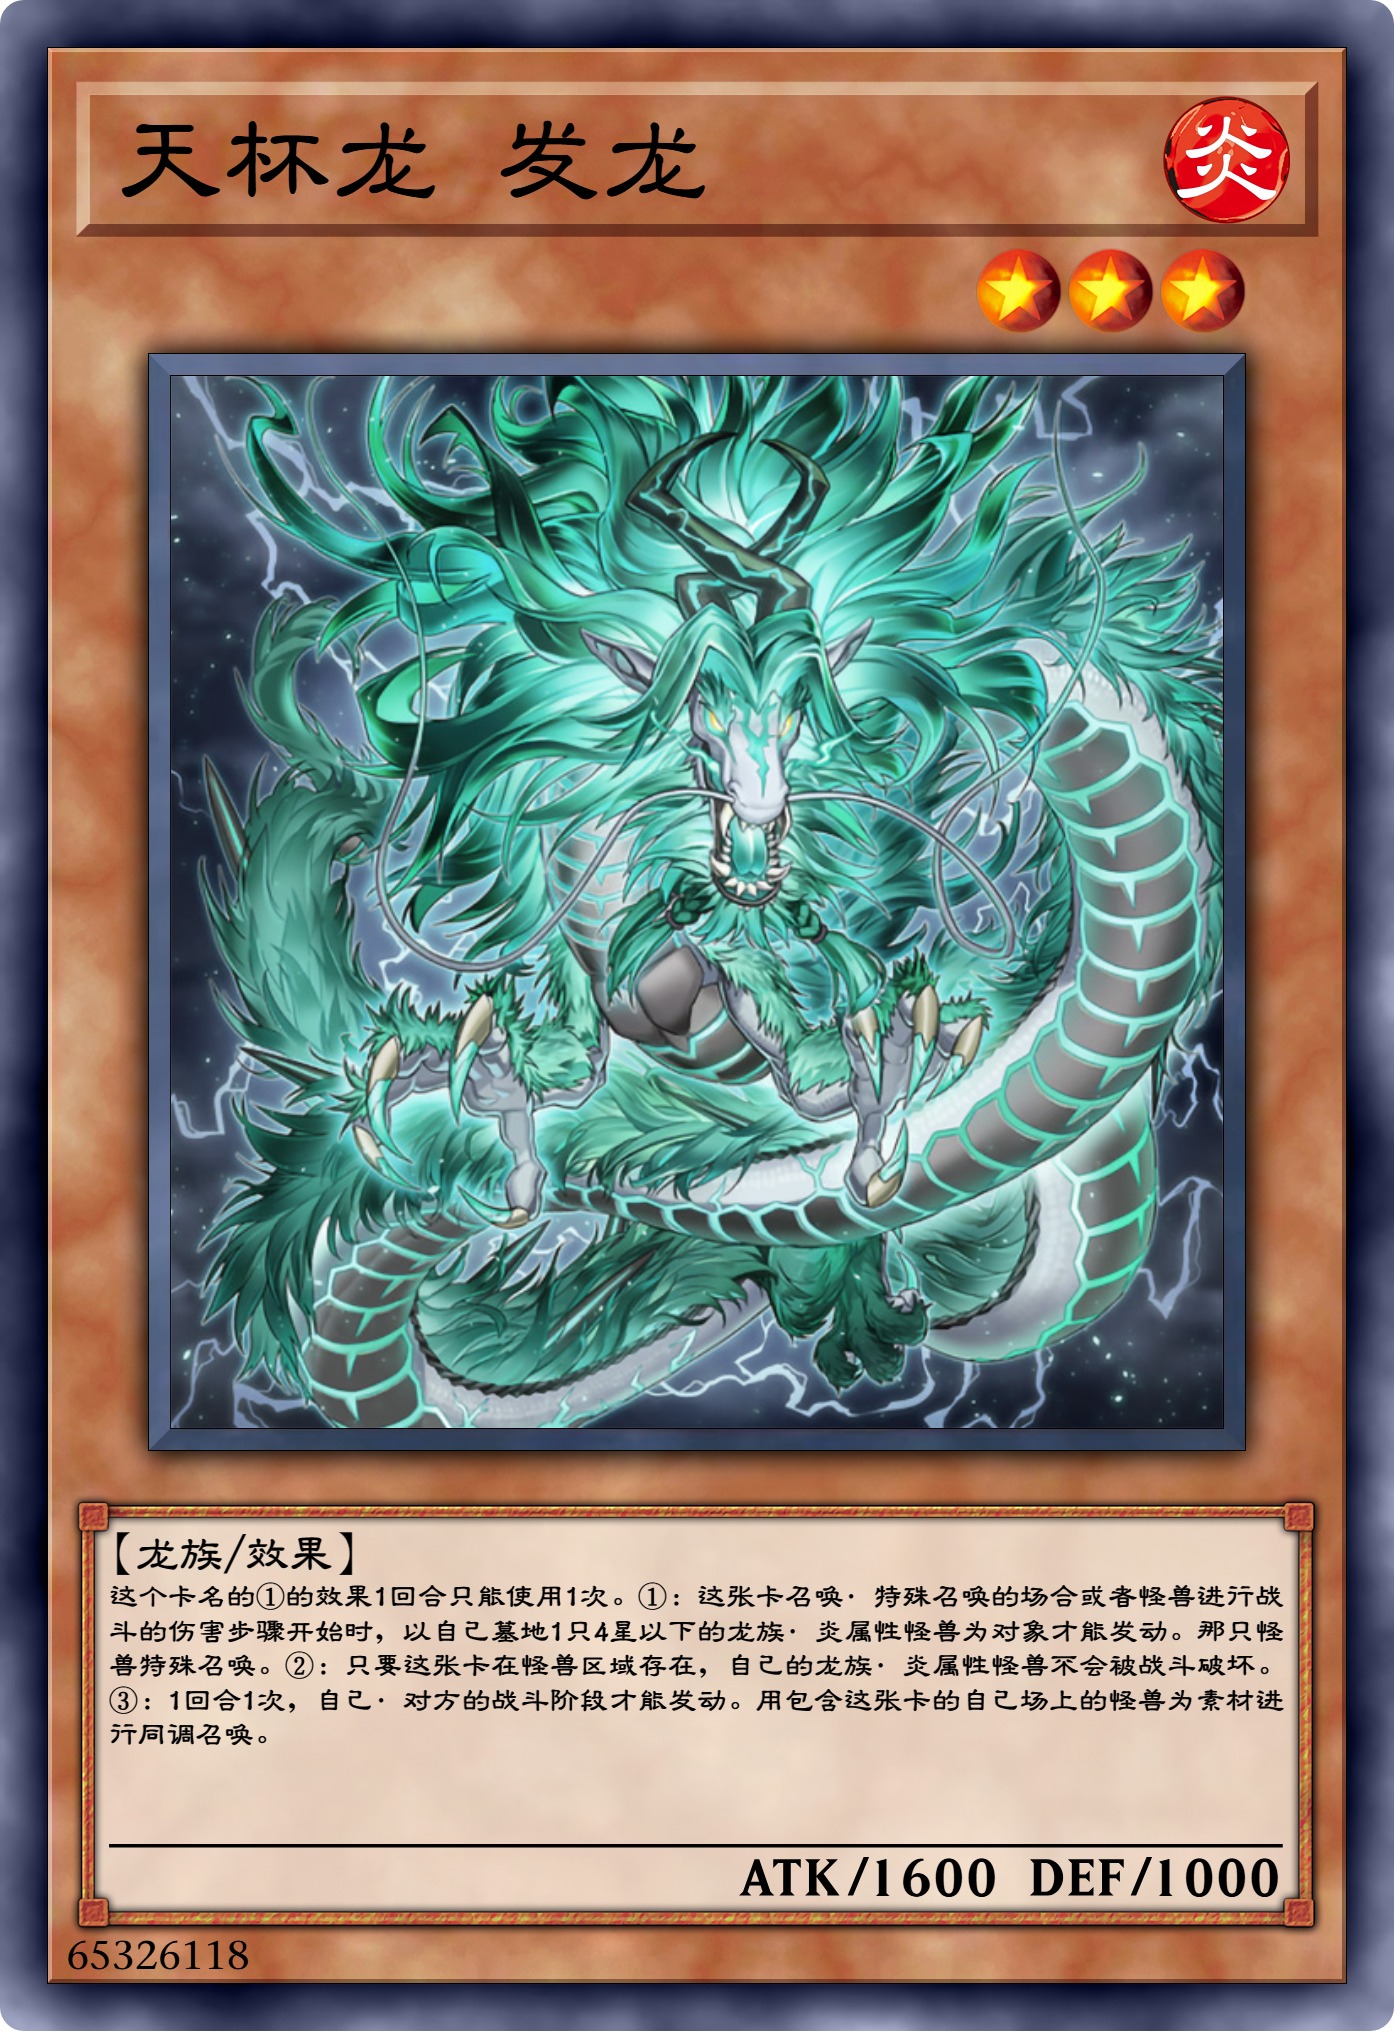 天杯龙 发龙
炎
【龙族/效果】
这个卡名的①的效果1回合只能使用1次。①：这张卡召唤·特殊召唤的场合或者怪兽进行战
斗的伤害步骤开始时，以自己墓地1只4星以下的龙族·炎属性怪兽为对象才能发动。那只怪
兽特殊召唤。②：只要这张卡在怪兽区域存在，自己的龙族·炎属性怪兽不会被战斗破坏。
③：1回合1次，自己·对方的战斗阶段才能发动。用包含这张卡的自己场上的怪兽为素材进
行同调召唤。
ATK/1600 DEF/1000
65326118